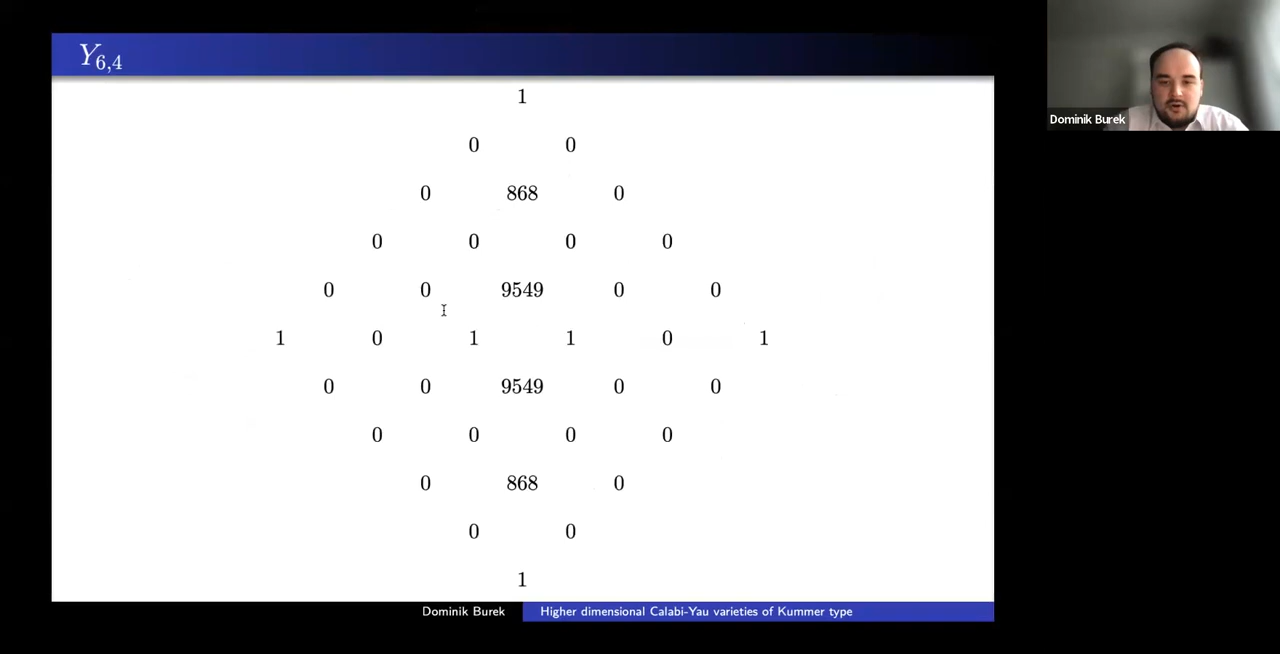 Y6,4
Dominik Burek
1
0 0
0 868 0
0 0 0 0
0 0 9549 0 0
1 0 1 1 0 1
0 0 9549 0 0
0 0 0 0
0 868 0
0 0
1
Dominik Burek Higher dimensional Calabi-Yau varieties of Kummer type